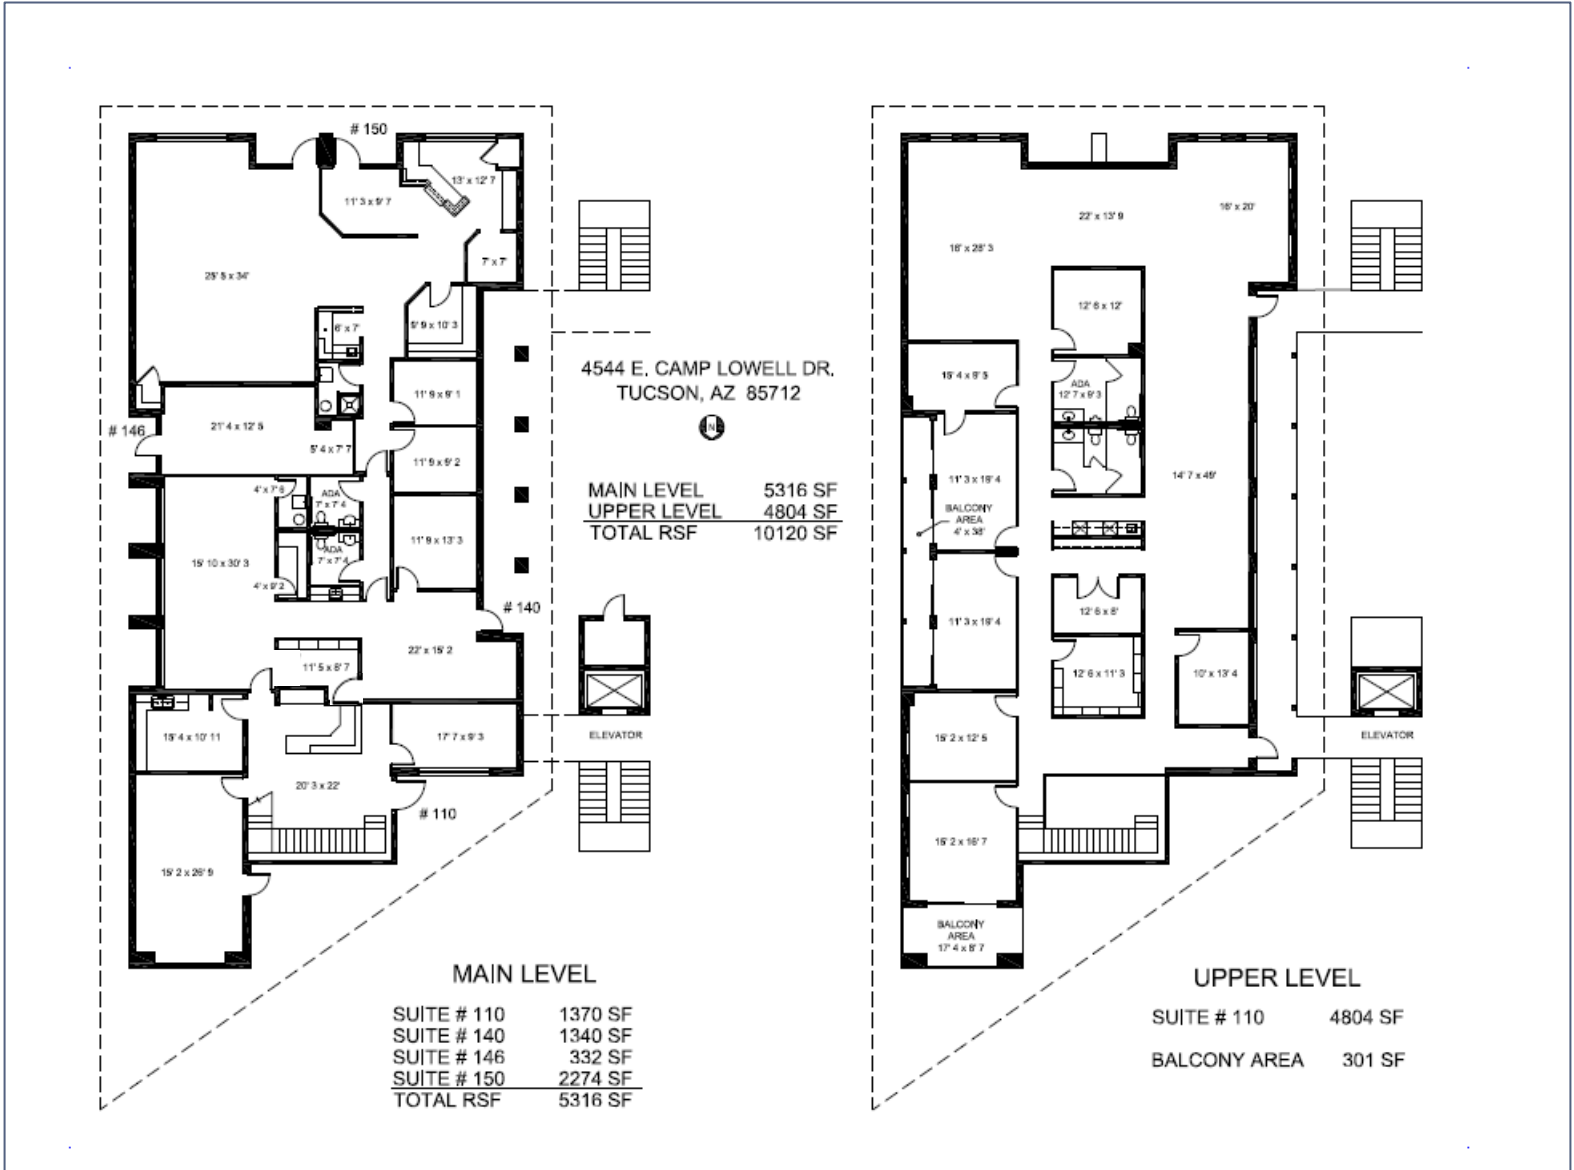 # 150
13' x 12' 7
11' 3 x 9' 7
7' x 7'
25' 5 x 34'
6' x 7'
9' 9 x 10' 3
11' 9 x 9' 1
21' 4 x 12' 5
# 146
5' 4 x 7' 7
11' 9 x 9' 2
4' x 7' 6
ADA
7' x 7' 4
11' 9 x 13' 3
ADA
7' x 7' 4
15' 10 x 30' 3
4' x 9' 2
# 140
22' x 15' 2
11' 5 x 6' 7
15' 4 x 10' 11
17' 7 x 9' 3
20' 3 x 22'
# 110
15' 2 x 26' 9
4544 E. CAMP LOWELL DR.
TUCSON, AZ 85712
N
MAIN LEVEL 5316 SF
UPPER LEVEL 4804 SF
TOTAL RSF 10120 SF
ELEVATOR
MAIN LEVEL
SUITE # 110 1370 SF
SUITE # 140 1340 SF
SUITE # 146 332 SF
SUITE # 150 2274 SF
TOTAL RSF 5316 SF
22' x 13' 9
16' x 20'
16' x 28' 3
12' 6 x 12'
15' 4 x 9' 5
ADA
12' 7 x 9' 3
11' 3 x 19' 4
14' 7 x 49'
BALCONY
AREA
4' x 38'
11' 3 x 19' 4
12' 6 x 8'
12' 6 x 11' 3
10' x 13' 4
15' 2 x 12' 5
ELEVATOR
15' 2 x 16' 7
BALCONY
AREA
17' 4 x 8' 7
UPPER LEVEL
SUITE # 110 4804 SF
BALCONY AREA 301 SF